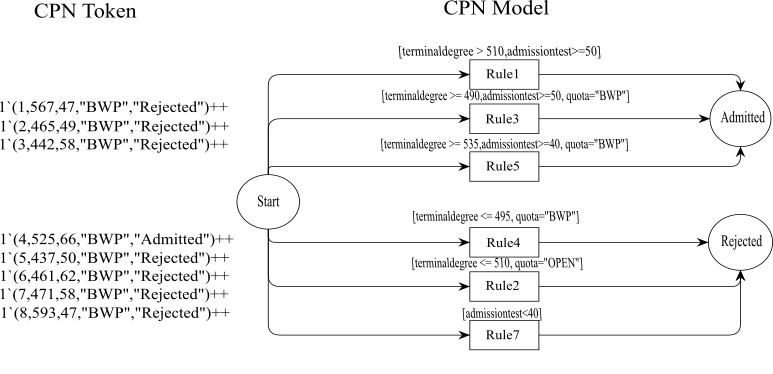 CPN Token
CPN Model
[terminaldegree > 510,admissiontest>=50]
Rule1
[terminaldegree >= 490,admissiontest>=50, quota="BWP"]
1`(1,567,47,"BWP","Rejected")++
Rule3
Admitted
1`(2,465,49,"BWP","Rejected")++
1`(3,442,58,"BWP","Rejected")++
[terminaldegree >= 535,admissiontest>=40, quota="BWP"]
Rule5
Start
[terminaldegree <= 495, quota="BWP"]
1`(4,525,66,"BWP","Admitted")++
Rule4
Rejected
1`(5,437,50,"BWP","Rejected")++
[terminaldegree <= 510, quota="OPEN"]
1`(6,461,62,"BWP","Rejected")++
Rule2
1`(7,471,58,"BWP","Rejected")++
1`(8,593,47,"BWP","Rejected")++
[admissiontest<40]
Rule7